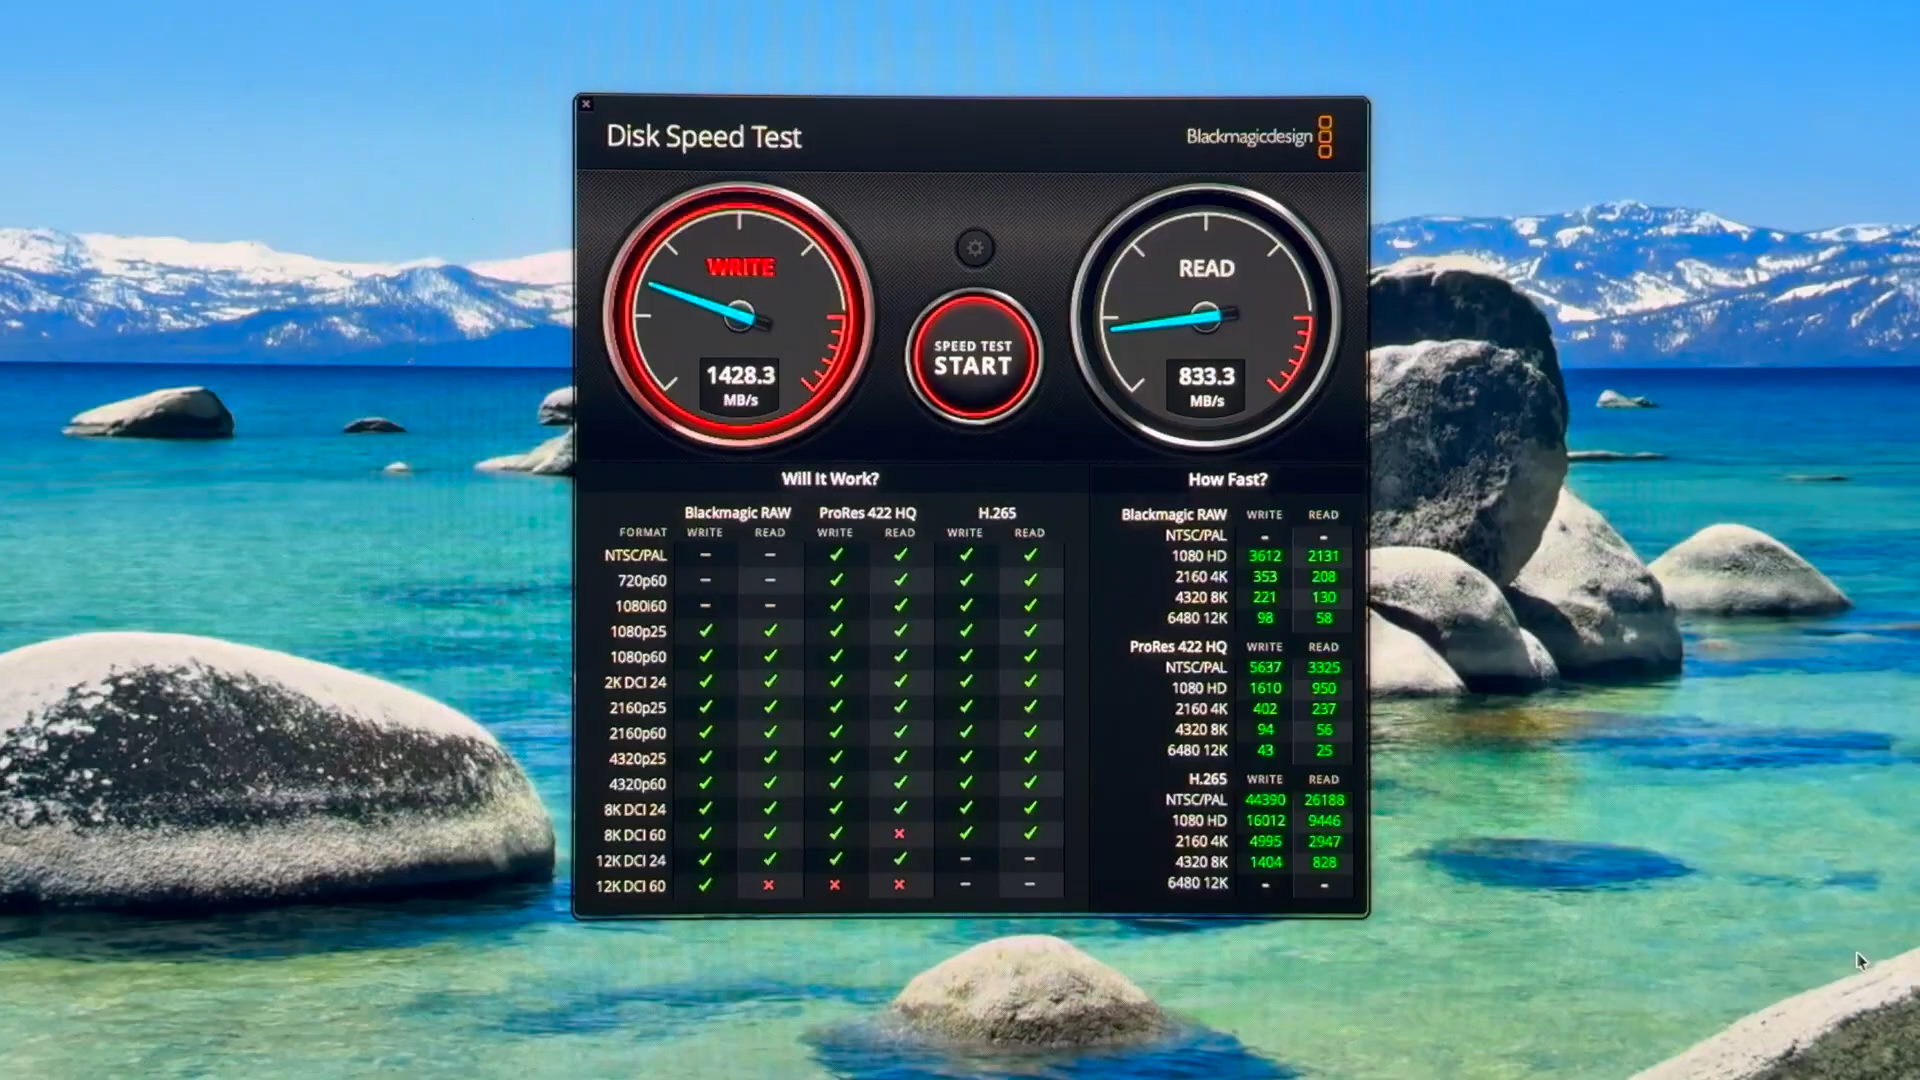 Disk Speed Test
Blackmagicdesign
WRITE
1428.3
MB/s
SPEED TEST
START
READ
833.3
MB/s
Will It Work?
Blackmagic RAW ProRes 422 HQ H.265
FORMAT WRITE READ WRITE READ WRITE READ
NTSC/PAL – – ✓ ✓ ✓ ✓
720p60 – – ✓ ✓ ✓ ✓
1080i60 – – ✓ ✓ ✓ ✓
1080p25 ✓ ✓ ✓ ✓ ✓ ✓
1080p60 ✓ ✓ ✓ ✓ ✓ ✓
2K DCI 24 ✓ ✓ ✓ ✓ ✓ ✓
2160p25 ✓ ✓ ✓ ✓ ✓ ✓
2160p60 ✓ ✓ ✓ ✓ ✓ ✓
4320p25 ✓ ✓ ✓ ✓ ✓ ✓
4320p60 ✓ ✓ ✓ ✓ ✓ ✓
8K DCI 24 ✓ ✓ ✓ ✓ ✓ ✓
8K DCI 60 ✓ ✓ ✓ ✗ ✓ ✓
12K DCI 24 ✓ ✓ ✓ ✓ – –
12K DCI 60 ✓ ✗ ✗ ✗ – –
How Fast?
Blackmagic RAW WRITE READ
NTSC/PAL - -
1080 HD 3612 2131
2160 4K 353 208
4320 8K 221 130
6480 12K 98 58
ProRes 422 HQ WRITE READ
NTSC/PAL 5637 3325
1080 HD 1610 950
2160 4K 402 237
4320 8K 94 56
6480 12K 43 25
H.265 WRITE READ
NTSC/PAL 44390 26188
1080 HD 16012 9446
2160 4K 4995 2947
4320 8K 1404 828
6480 12K - -